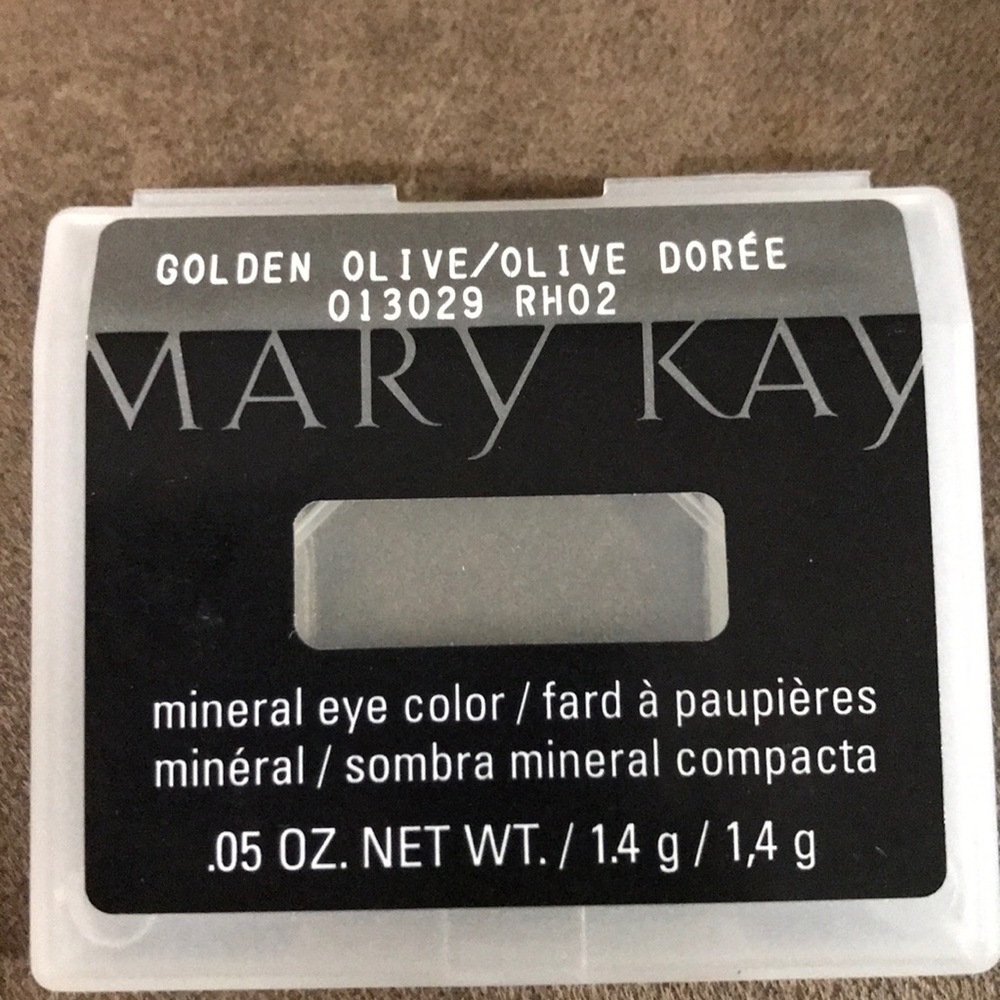 GOLDEN OLIVE/OLIVE DORÉE
013029 RH02
MARY KAY
mineral eye color / fard à paupières
minéral / sombra mineral compacta
.05 OZ. NET WT. / 1.4 g / 1,4 g